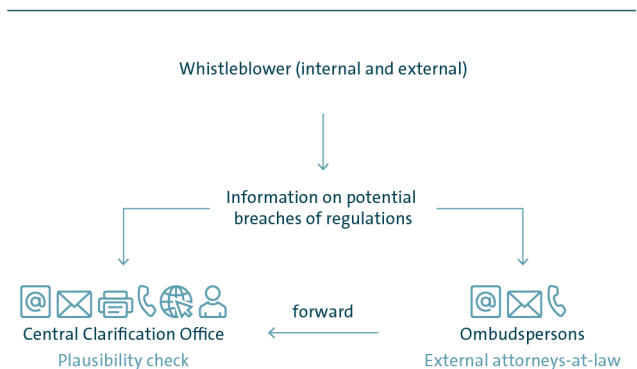 Whistleblower (internal and external)
Information on potential
breaches of regulations
forward
Central Clarification Office
Ombudspersons
Plausibility check
External attorneys-at-law